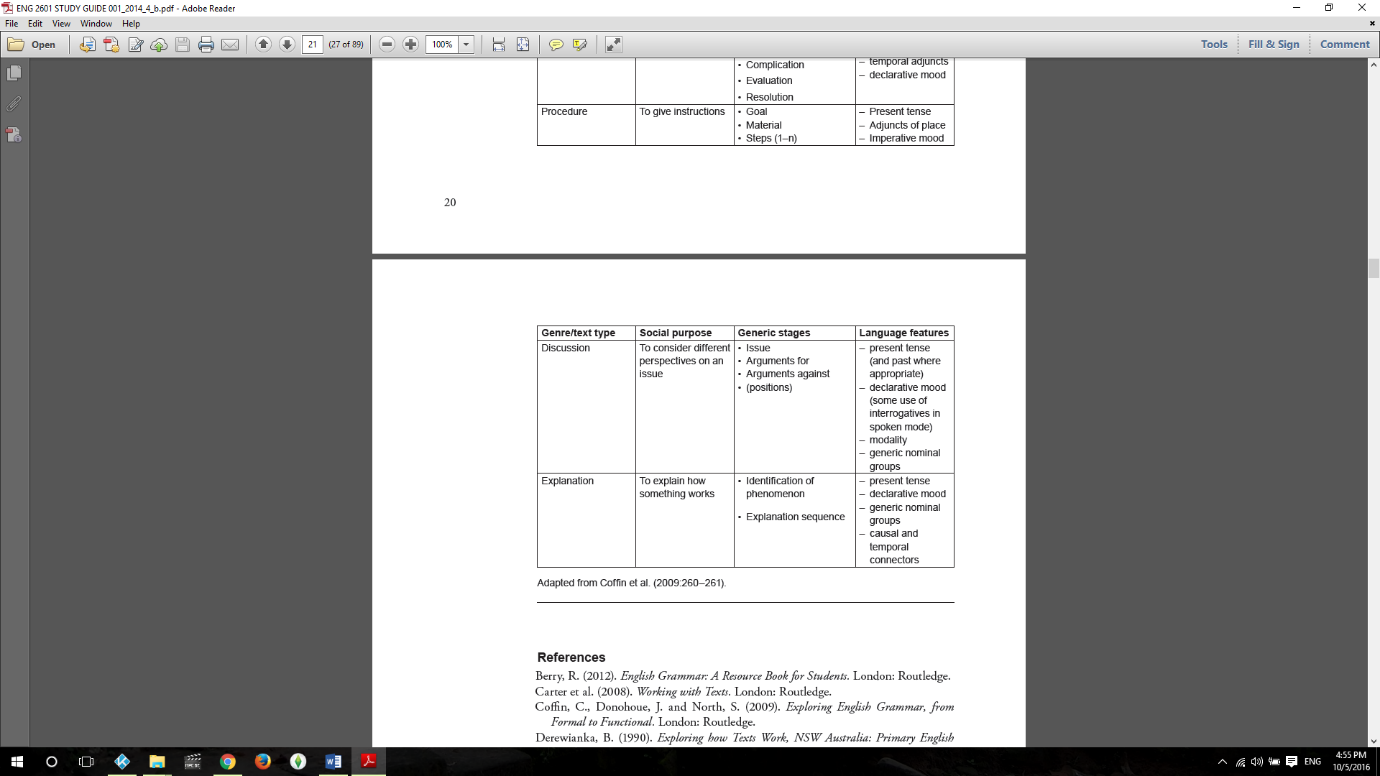 ENG 2601 STUDY GUIDE 001_2014_4_b.pdf - Adobe Reader
File Edit View Window Help
Open 21 (27 of 89) 100% Tools Fill & Sign Comment
• Complication
• Evaluation
• Resolution
– temporal adjuncts
– declarative mood
Procedure
To give instructions
• Goal
• Material
• Steps (1–n)
– Present tense
– Adjuncts of place
– Imperative mood
20
Genre/text type Social purpose Generic stages Language features
Discussion
To consider different
perspectives on an
issue
• Issue
• Arguments for
• Arguments against
• (positions)
– present tense
(and past where
appropriate)
– declarative mood
(some use of
interrogatives in
spoken mode)
– modality
– generic nominal
groups
Explanation
To explain how
something works
• Identification of
phenomenon
• Explanation sequence
– present tense
– declarative mood
– generic nominal
groups
– causal and
temporal
connectors
Adapted from Coffin et al. (2009:260–261).
References
Berry, R. (2012). English Grammar: A Resource Book for Students. London: Routledge.
Carter et al. (2008). Working with Texts. London: Routledge.
Coffin, C., Donohoue, J. and North, S. (2009). Exploring English Grammar, from
Formal to Functional. London: Routledge.
Derewianka, B. (1990). Exploring how Texts Work, NSW Australia: Primary English
ENG
4:55 PM
10/5/2016